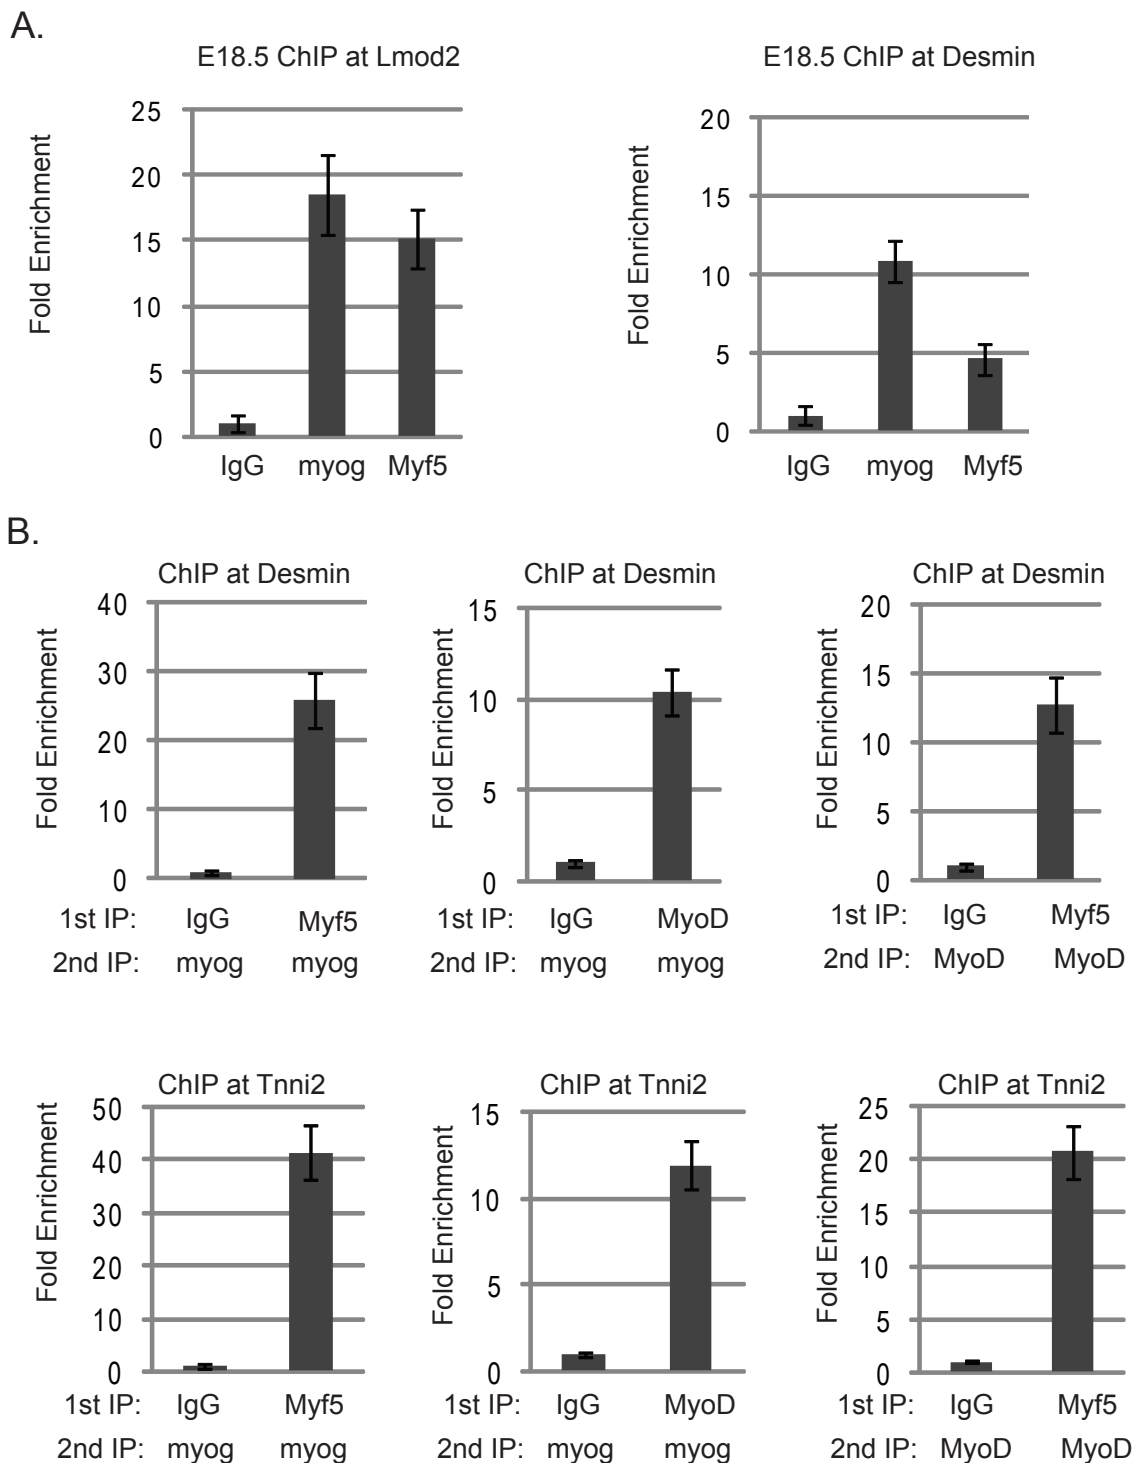 A.
E18.5 ChIP at Lmod2
Fold Enrichment
25
20
15
10
5
0
IgG myog Myf5
E18.5 ChIP at Desmin
Fold Enrichment
20
15
10
5
0
IgG myog Myf5
B.
ChIP at Desmin
Fold Enrichment
40
30
20
10
0
1st IP: IgG Myf5
2nd IP: myog myog
ChIP at Desmin
Fold Enrichment
15
10
5
0
1st IP: IgG MyoD
2nd IP: myog myog
ChIP at Desmin
Fold Enrichment
20
15
10
5
0
1st IP: IgG Myf5
2nd IP: MyoD MyoD
ChIP at Tnni2
Fold Enrichment
50
40
30
20
10
0
1st IP: IgG Myf5
2nd IP: myog myog
ChIP at Tnni2
Fold Enrichment
15
10
5
0
1st IP: IgG MyoD
2nd IP: myog myog
ChIP at Tnni2
Fold Enrichment
25
20
15
10
5
0
1st IP: IgG Myf5
2nd IP: MyoD MyoD